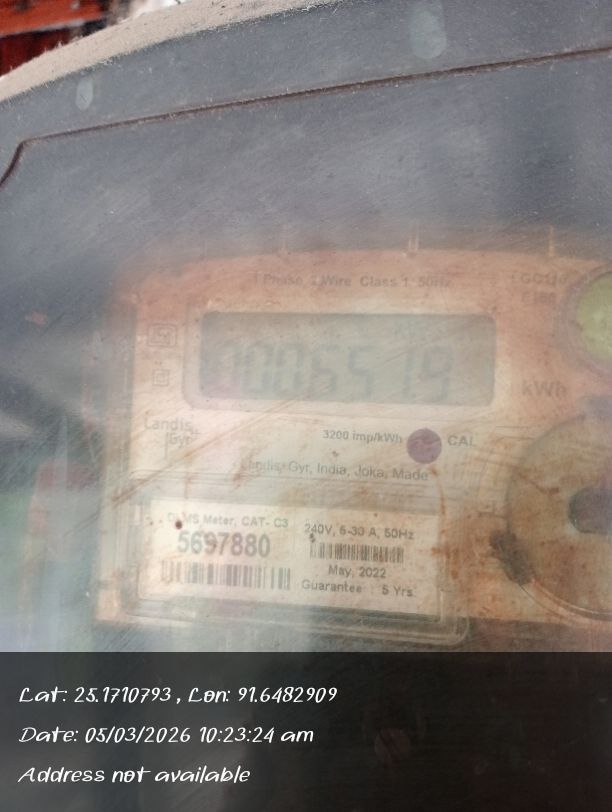 1 Phase 2 Wire Class 1 50Hz
kWh
Landis
Gyr
3200 imp/kWh CAL
Landis+Gyr, India, Joka, Made
MS Meter, CAT- C3
240V, 5-30 A, 50Hz
5697880
May, 2022
Guarantee : 5 Yrs.
Lat: 25.1710793 , Lon: 91.6482909
Date: 05/03/2026 10:23:24 am
Address not available